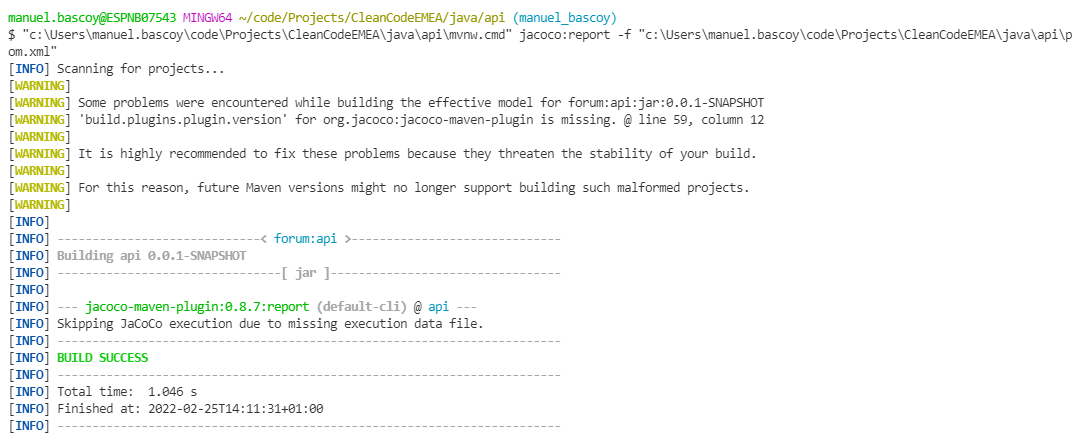 manuel.bascoy@ESPNB07543 MINGW64 ~/code/Projects/CleanCodeEMEA/java/api (manuel_bascoy)
$ "c:\Users\manuel.bascoy\code\Projects\CleanCodeEMEA\java\api\mvnw.cmd" jacoco:report -f "c:\Users\manuel.bascoy\code\Projects\CleanCodeEMEA\java\api\p
om.xml"
[INFO] Scanning for projects...
[WARNING]
[WARNING] Some problems were encountered while building the effective model for forum:api:jar:0.0.1-SNAPSHOT
[WARNING] 'build.plugins.plugin.version' for org.jacoco:jacoco-maven-plugin is missing. @ line 59, column 12
[WARNING]
[WARNING] It is highly recommended to fix these problems because they threaten the stability of your build.
[WARNING]
[WARNING] For this reason, future Maven versions might no longer support building such malformed projects.
[WARNING]
[INFO]
[INFO] -----------------------------< forum:api >------------------------------
[INFO] Building api 0.0.1-SNAPSHOT
[INFO] --------------------------------[ jar ]---------------------------------
[INFO]
[INFO] --- jacoco-maven-plugin:0.8.7:report (default-cli) @ api ---
[INFO] Skipping JaCoCo execution due to missing execution data file.
[INFO] ------------------------------------------------------------------------
[INFO] BUILD SUCCESS
[INFO] ------------------------------------------------------------------------
[INFO] Total time:  1.046 s
[INFO] Finished at: 2022-02-25T14:11:31+01:00
[INFO] ------------------------------------------------------------------------